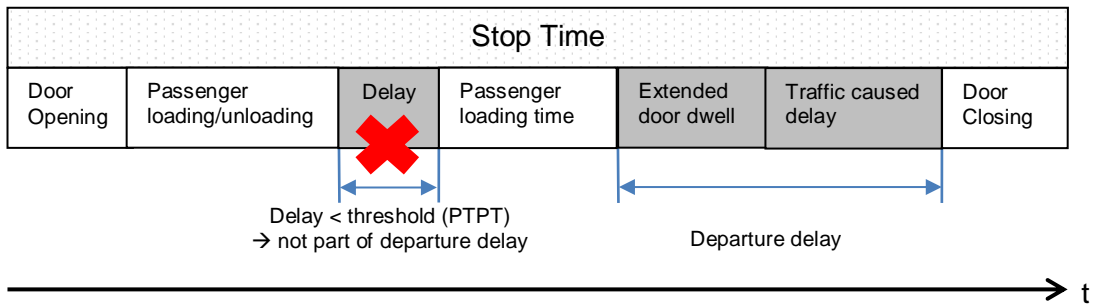 Stop Time
Door
Opening
Passenger
loading/unloading
Delay
Passenger
loading time
Extended
door dwell
Traffic caused
delay
Door
Closing
Delay < threshold (PTPT)
→ not part of departure delay
Departure delay
t